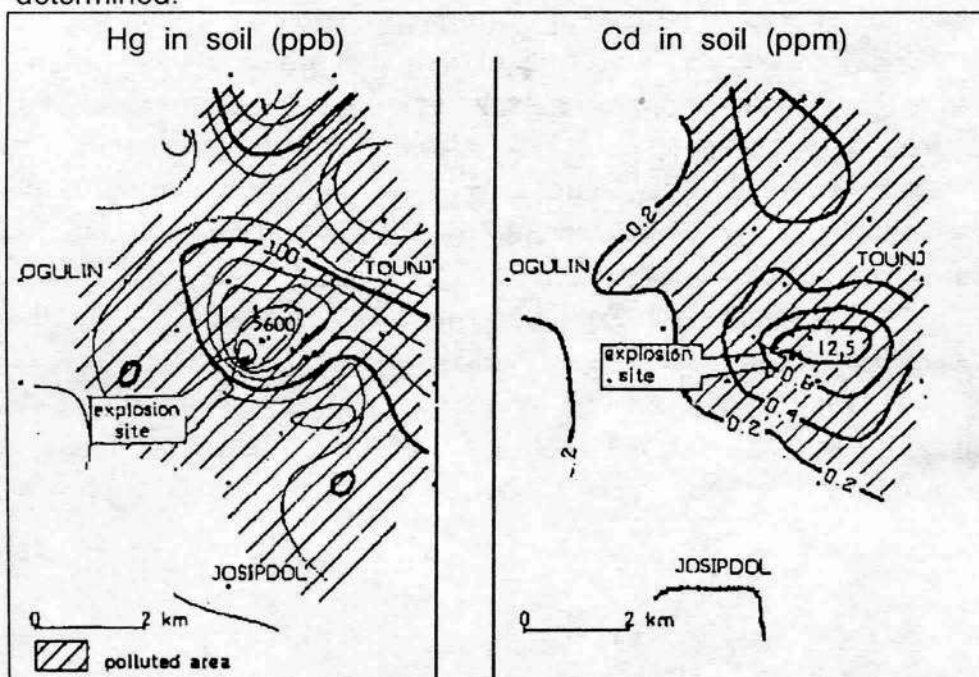 determined.
Hg in soil (ppb)
OGULIN
100
TOUNJ
5600
explosion
site
JOSIPDOL
0 2 km
polluted area
Cd in soil (ppm)
0.2
OGULIN
TOUNJ
explosion
site
12,5
0.6
0.4
0.2
0.2
-.2
JOSIPDOL
0 2 km